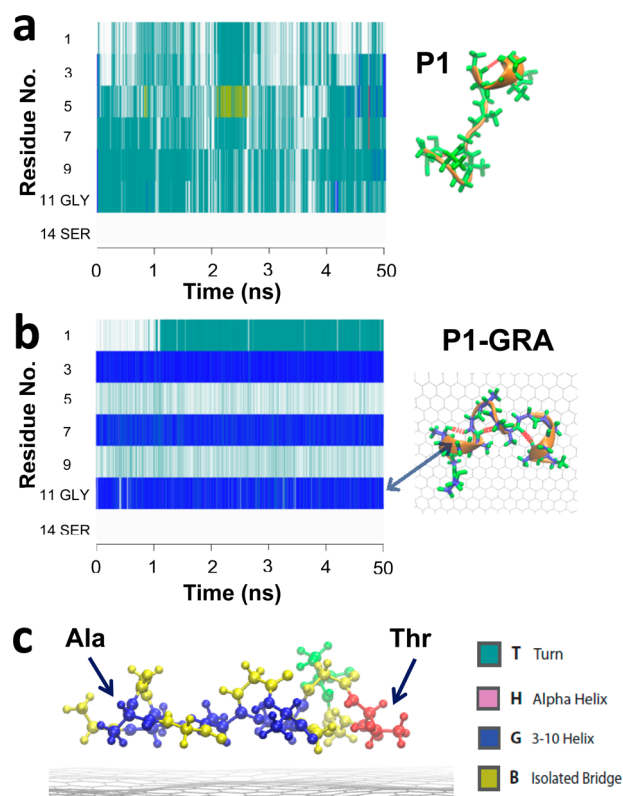 a
P1
Residue No.
1
3
5
7
9
11 GLY
14 SER
0 1 2 3 4 50
Time (ns)
b
P1-GRA
Residue No.
1
3
5
7
9
11 GLY
14 SER
0 1 2 3 4 50
Time (ns)
c
Ala
Thr
T Turn
H Alpha Helix
G 3-10 Helix
B Isolated Bridge